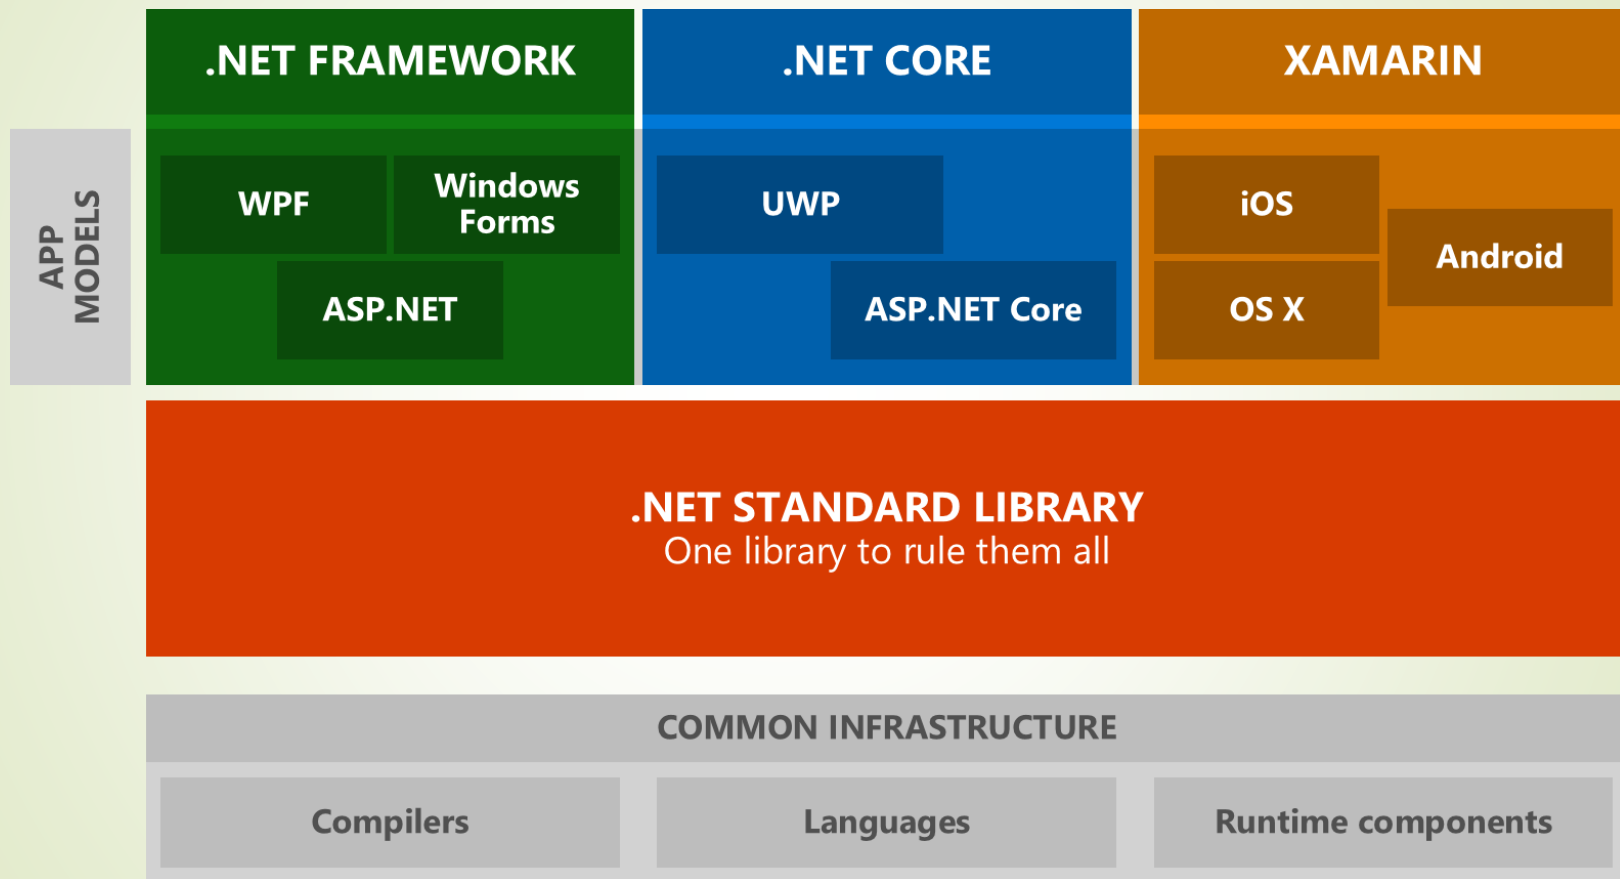 .NET FRAMEWORK
.NET CORE
XAMARIN
APP
MODELS
WPF
Windows
Forms
ASP.NET
UWP
ASP.NET Core
iOS
Android
OS X
.NET STANDARD LIBRARY
One library to rule them all
COMMON INFRASTRUCTURE
Compilers
Languages
Runtime components